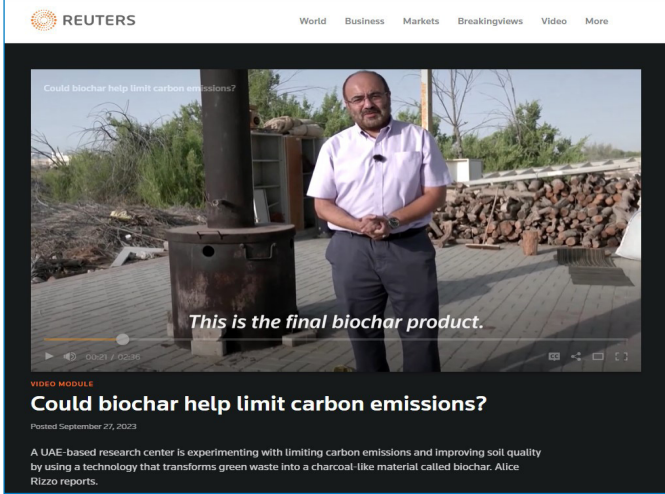 REUTERS
World Business Markets Breakingviews Video More
Could biochar help limit carbon emissions?
This is the final biochar product.
00:21 / 02:36
CC
VIDEO MODULE
Could biochar help limit carbon emissions?
Posted September 27, 2023
A UAE-based research center is experimenting with limiting carbon emissions and improving soil quality
by using a technology that transforms green waste into a charcoal-like material called biochar. Alice
Rizzo reports.